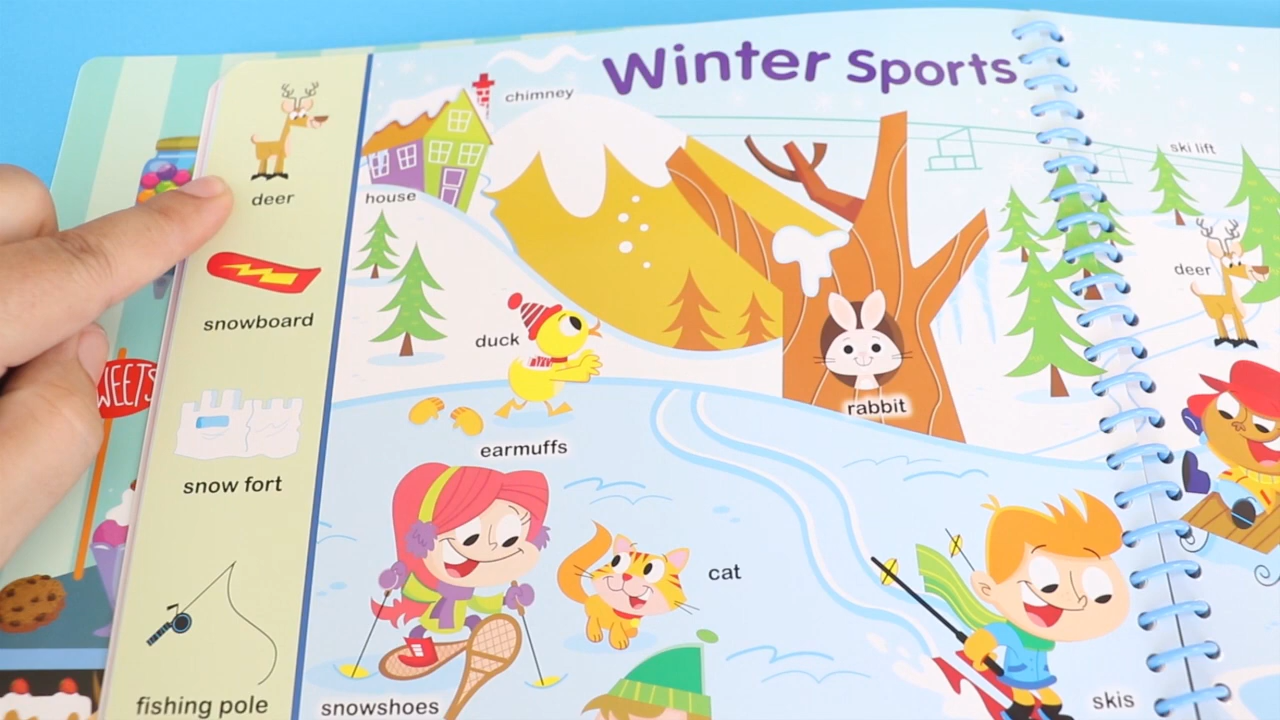 Winter Sports
chimney
house
ski lift
deer
duck
rabbit
earmuffs
cat
snowshoes
skis
deer
snowboard
snow fort
fishing pole
WEETS